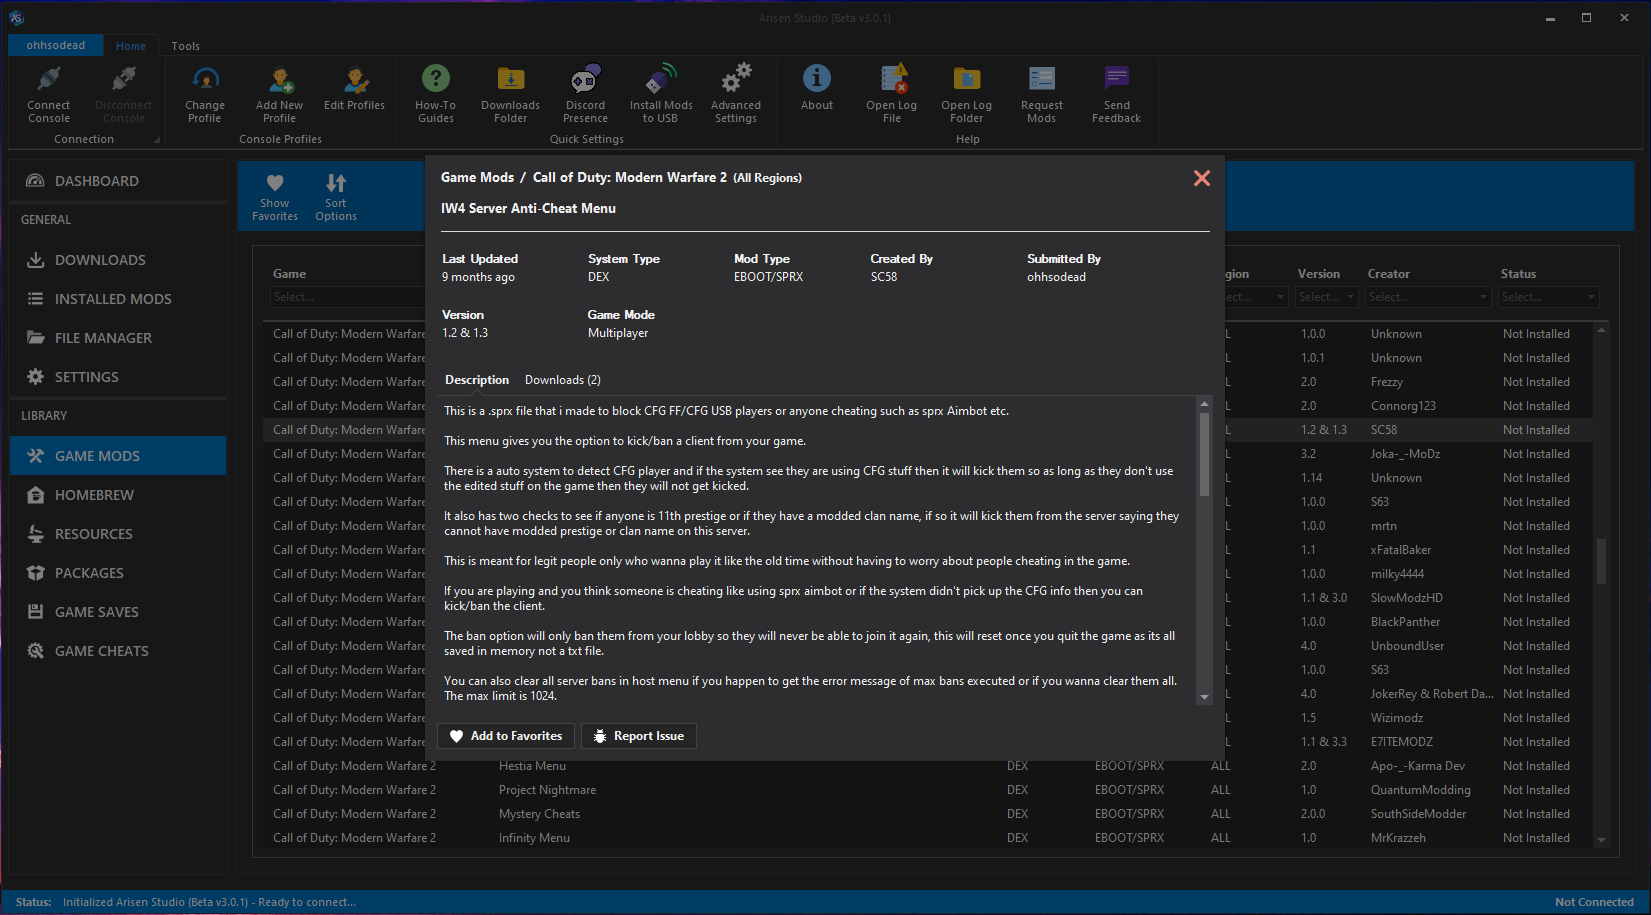 Arisen Studio [Beta v3.0.1]
ohhsodead Home Tools
Connect Console
Disconnect Console
Connection
Change Profile
Add New Profile
Edit Profiles
Console Profiles
How-To Guides
Downloads Folder
Discord Presence
Install Mods to USB
Advanced Settings
Quick Settings
About
Open Log File
Open Log Folder
Request Mods
Send Feedback
Help
DASHBOARD
GENERAL
DOWNLOADS
INSTALLED MODS
FILE MANAGER
SETTINGS
LIBRARY
GAME MODS
HOMEBREW
RESOURCES
PACKAGES
GAME SAVES
GAME CHEATS
Show Favorites
Sort Options
Game Mods / Call of Duty: Modern Warfare 2 (All Regions)
IW4 Server Anti-Cheat Menu
Last Updated System Type Mod Type Created By Submitted By
9 months ago DEX EBOOT/SPRX SC58 ohhsodead
Version Game Mode
1.2 & 1.3 Multiplayer
Description Downloads (2)
This is a .sprx file that i made to block CFG FF/CFG USB players or anyone cheating such as sprx Aimbot etc.
This menu gives you the option to kick/ban a client from your game.
There is a auto system to detect CFG player and if the system see they are using CFG stuff then it will kick them so as long as they don't use
the edited stuff on the game then they will not get kicked.
It also has two checks to see if anyone is 11th prestige or if they have a modded clan name, if so it will kick them from the server saying they
cannot have modded prestige or clan name on this server.
This is meant for legit people only who wanna play it like the old time without having to worry about people cheating in the game.
If you are playing and you think someone is cheating like using sprx aimbot or if the system didn't pick up the CFG info then you can
kick/ban the client.
The ban option will only ban them from your lobby so they will never be able to join it again, this will reset once you quit the game as its all
saved in memory not a txt file.
You can also clear all server bans in host menu if you happen to get the error message of max bans executed or if you wanna clear them all.
The max limit is 1024.
Add to Favorites Report Issue
Game gion Version Creator Status
Select... ect... Select... Select... Select...
Call of Duty: Modern Warfare L 1.0.0 Unknown Not Installed
Call of Duty: Modern Warfare L 1.0.1 Unknown Not Installed
Call of Duty: Modern Warfare L 2.0 Frezzy Not Installed
Call of Duty: Modern Warfare L 2.0 Connorg123 Not Installed
Call of Duty: Modern Warfare L 1.2 & 1.3 SC58 Not Installed
Call of Duty: Modern Warfare L 3.2 Joka-_-MoDz Not Installed
Call of Duty: Modern Warfare L 1.14 Unknown Not Installed
Call of Duty: Modern Warfare L 1.0.0 S63 Not Installed
Call of Duty: Modern Warfare L 1.0.0 mrtn Not Installed
Call of Duty: Modern Warfare L 1.1 xFatalBaker Not Installed
Call of Duty: Modern Warfare L 1.0.0 milky4444 Not Installed
Call of Duty: Modern Warfare L 1.1 & 3.0 SlowModzHD Not Installed
Call of Duty: Modern Warfare L 1.0.0 BlackPanther Not Installed
Call of Duty: Modern Warfare L 4.0 UnboundUser Not Installed
Call of Duty: Modern Warfare L 1.0.0 S63 Not Installed
Call of Duty: Modern Warfare L 4.0 JokerRey & Robert Da... Not Installed
Call of Duty: Modern Warfare L 1.5 Wizimodz Not Installed
Call of Duty: Modern Warfare L 1.1 & 3.3 E7ITEMODZ Not Installed
Call of Duty: Modern Warfare 2 Hestia Menu DEX EBOOT/SPRX ALL 2.0 Apo-_-Karma Dev Not Installed
Call of Duty: Modern Warfare 2 Project Nightmare DEX EBOOT/SPRX ALL 1.0 QuantumModding Not Installed
Call of Duty: Modern Warfare 2 Mystery Cheats DEX EBOOT/SPRX ALL 2.0.0 SouthSideModder Not Installed
Call of Duty: Modern Warfare 2 Infinity Menu DEX EBOOT/SPRX ALL 1.0 MrKrazzeh Not Installed
Status: Initialized Arisen Studio (Beta v3.0.1) - Ready to connect... Not Connected